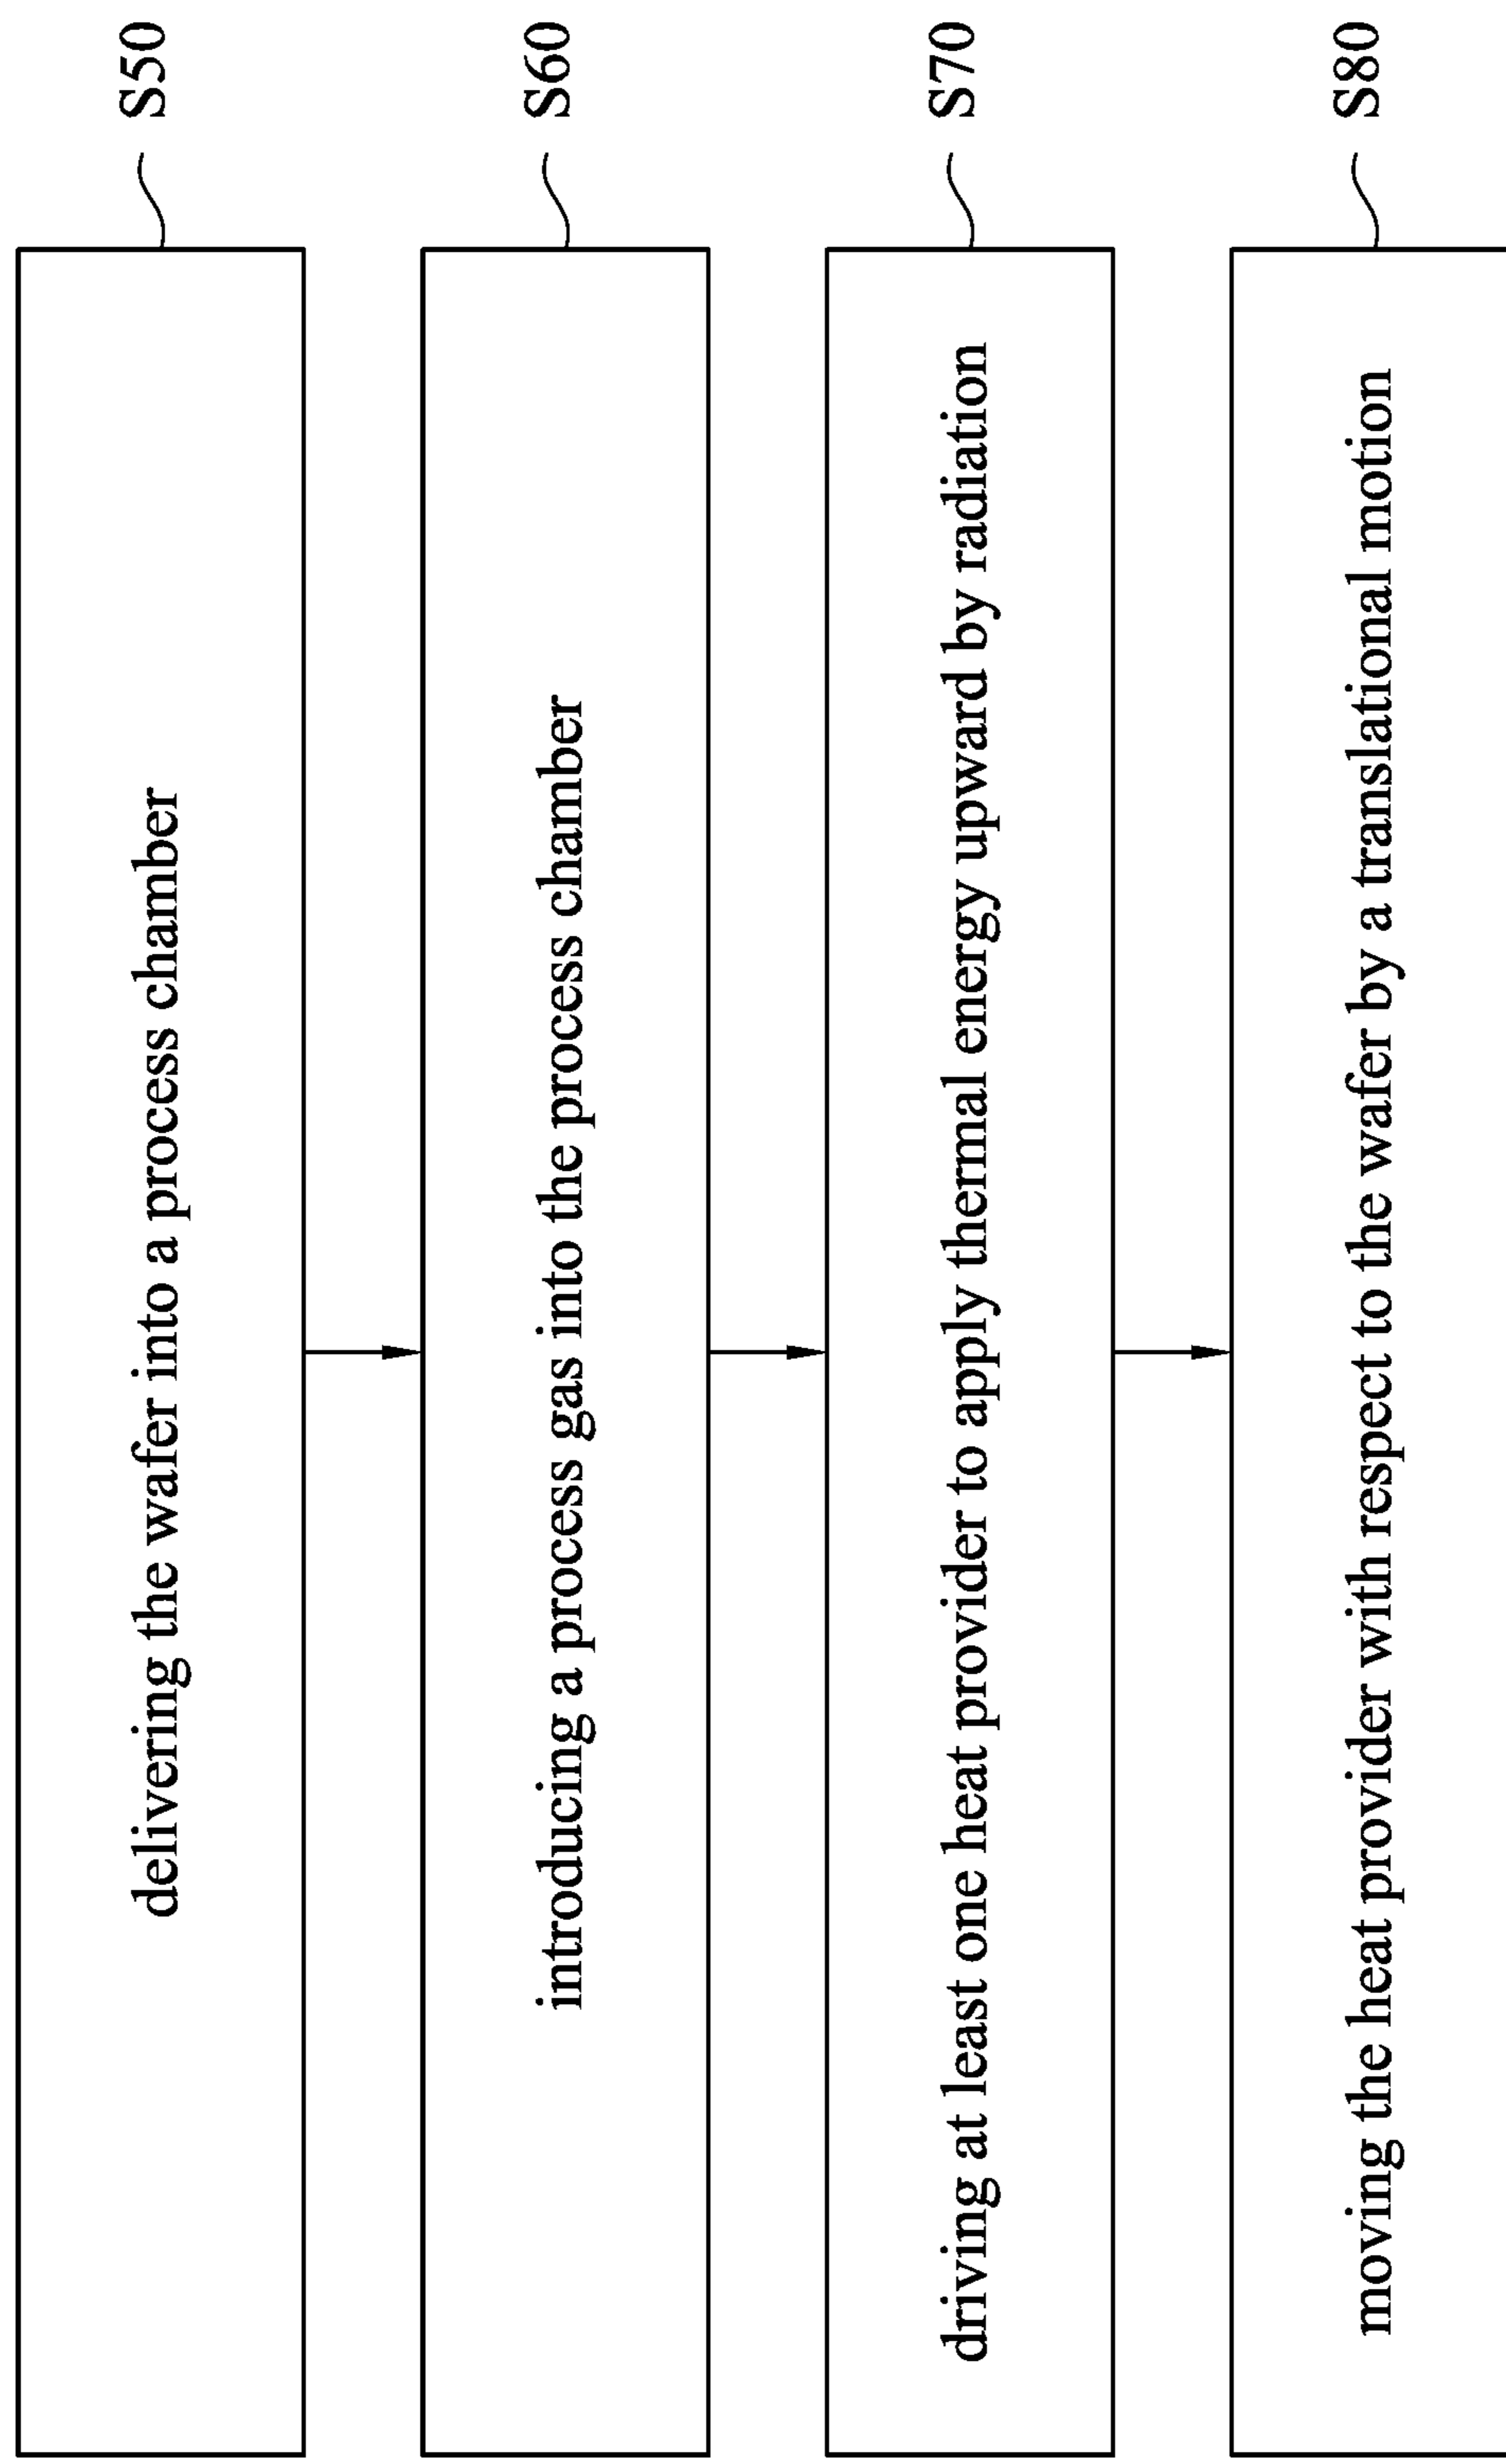 delivering the wafer into a process chamber
S50
introducing a process gas into the process chamber
S60
driving at least one heat provider to apply thermal energy upward by radiation
S70
moving the heat provider with respect to the wafer by a translational motion
S80